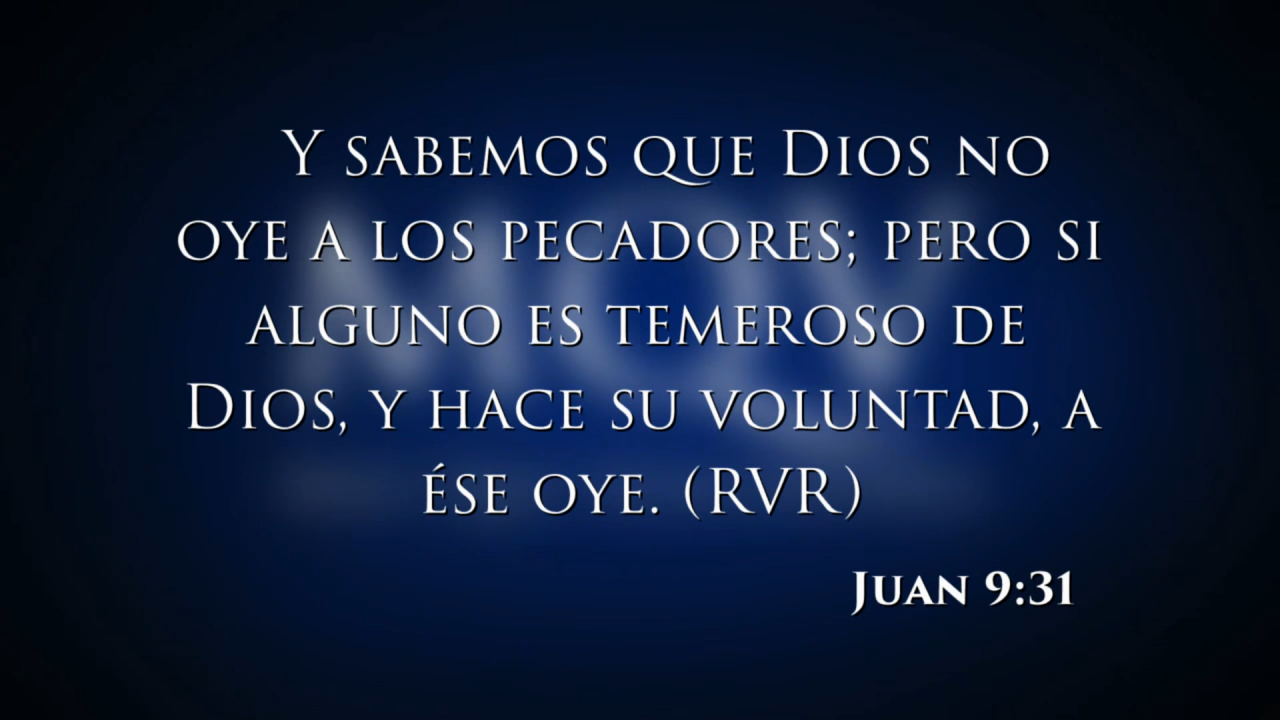 Y sabemos que Dios no
oye a los pecadores; pero si
alguno es temeroso de
Dios, y hace su voluntad, a
ése oye. (RVR)
Juan 9:31